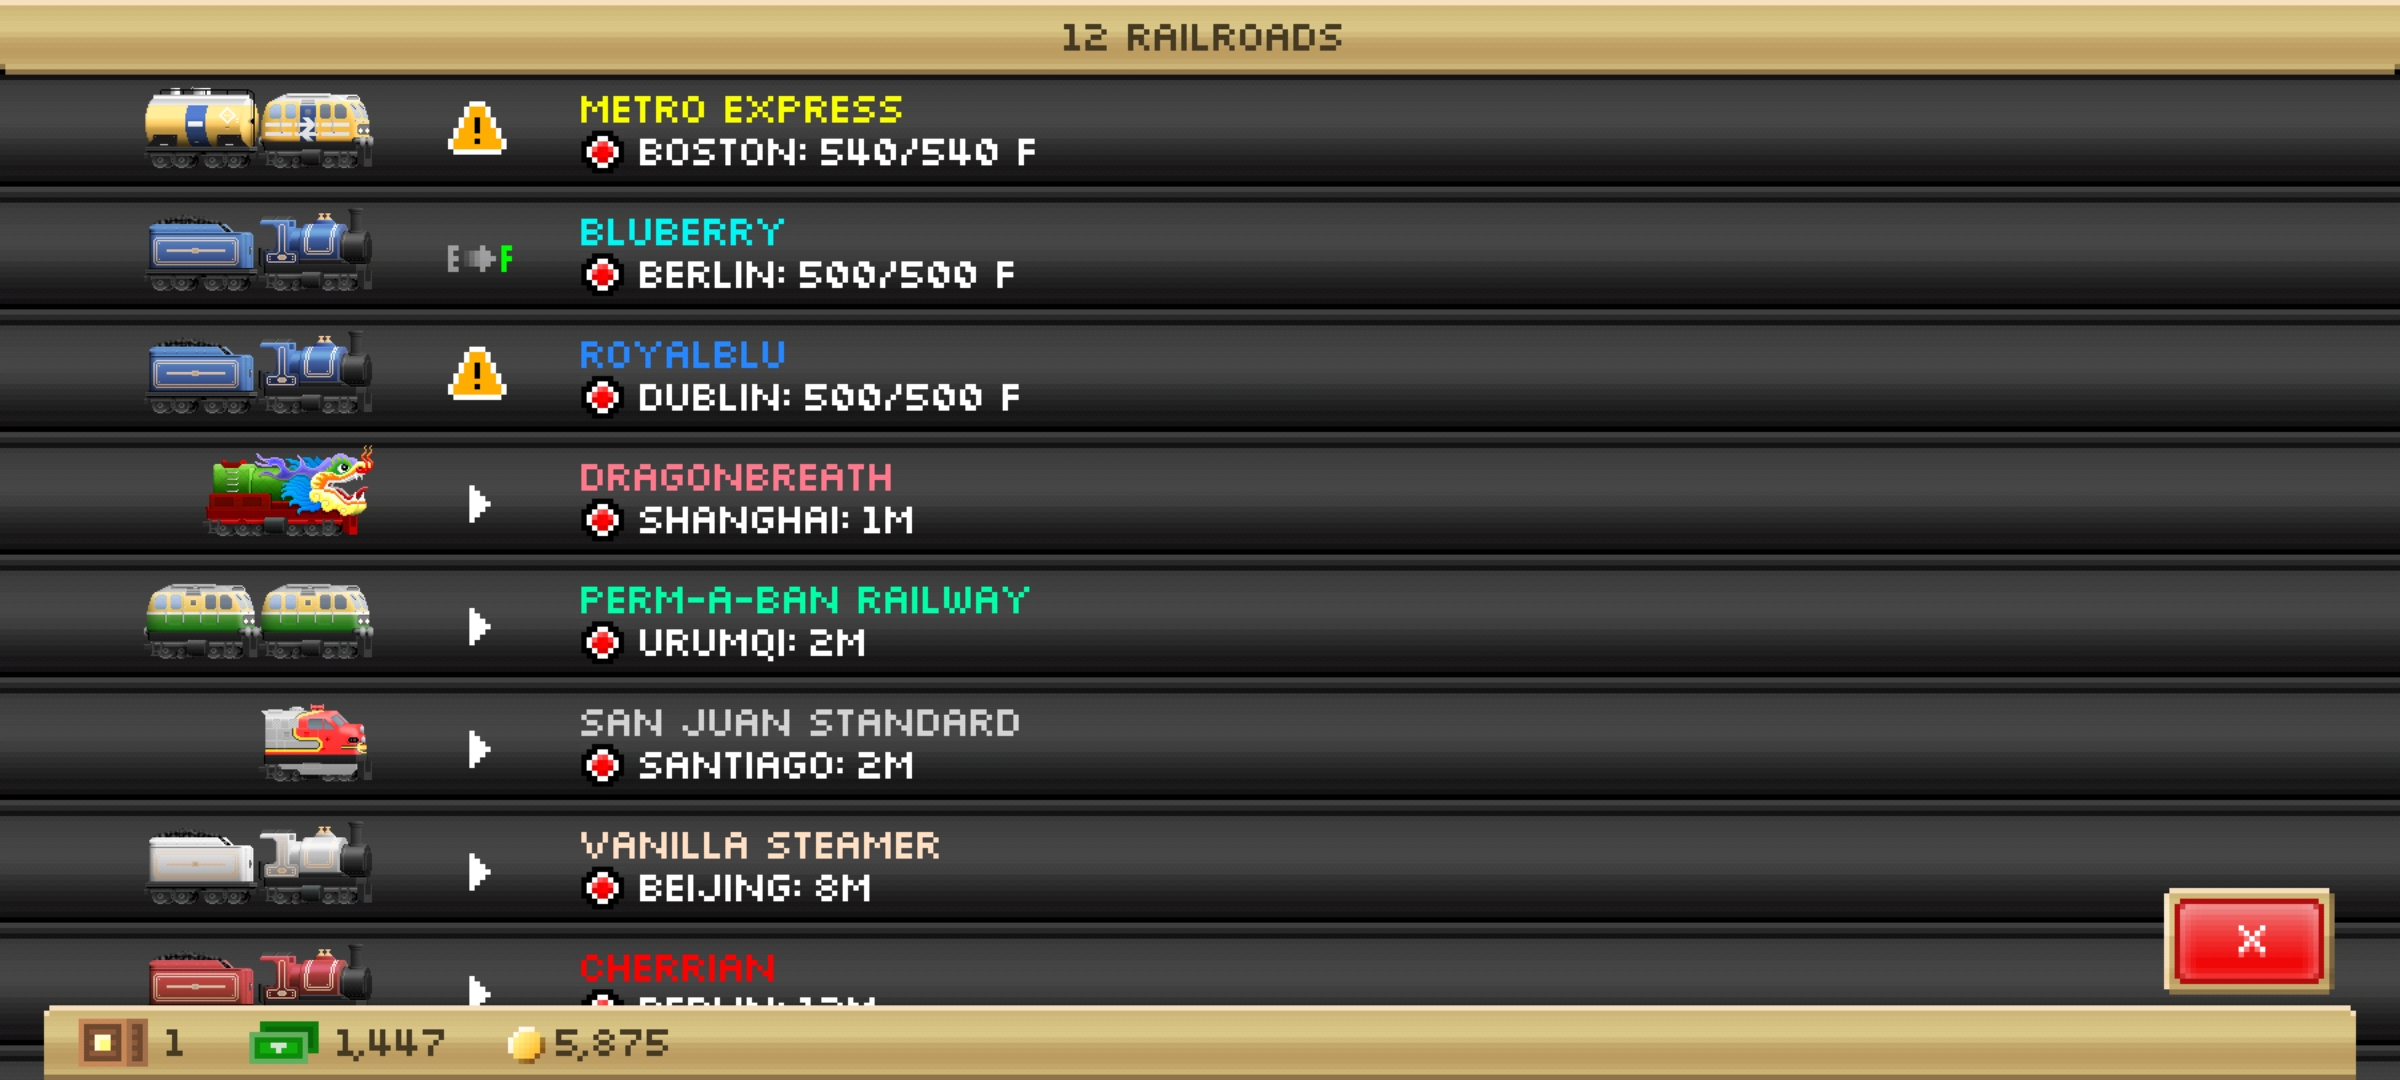 12 RAILROADS
METRO EXPRESS
BOSTON: 540/540 F
BLUBERRY
E F
BERLIN: 500/500 F
ROYALBLU
DUBLIN: 500/500 F
DRAGONBREATH
SHANGHAI: 1M
PERM-A-BAN RAILWAY
URUMQI: 2M
SAN JUAN STANDARD
SANTIAGO: 2M
VANILLA STEAMER
BEIJING: 8M
X
CHERRIAN
1 1,447 5,875